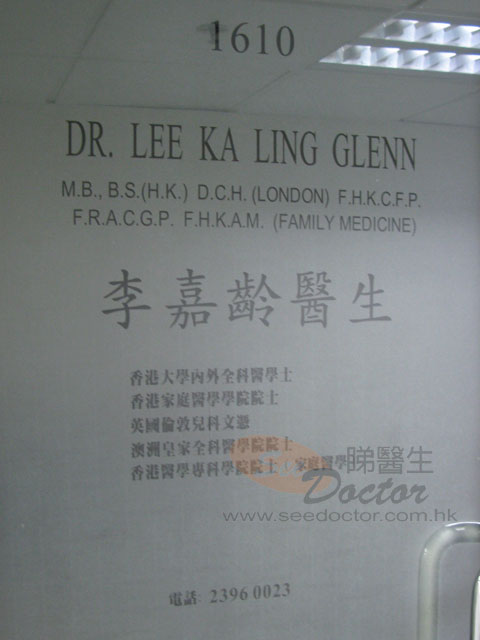 1610
DR. LEE KA LING GLENN
M.B., B.S.(H.K.) D.C.H. (LONDON) F.H.K.C.F.P.
F.R.A.C.G.P. F.H.K.A.M. (FAMILY MEDICINE)
李嘉齡醫生
香港大學內外全科醫學士
香港家庭醫學學院院士
英國倫敦兒科文憑
澳洲皇家全科醫學院院士
香港醫學專科學院院士(家庭醫學
睇醫生
Doctor
www.seedoctor.com.hk
電話: 2396 0023